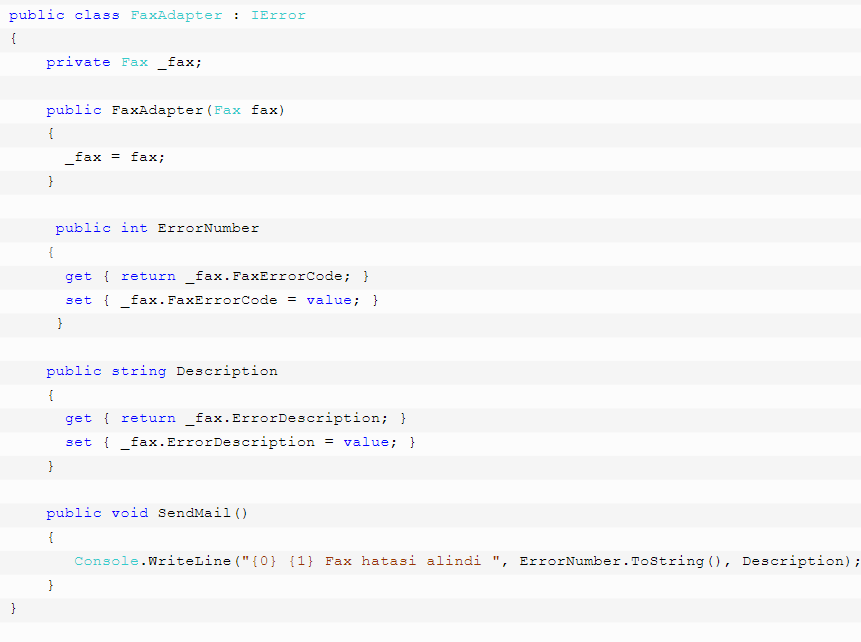 public class FaxAdapter : IError
{
    private Fax _fax;

    public FaxAdapter(Fax fax)
    {
      _fax = fax;
    }

     public int ErrorNumber
    {
      get { return _fax.FaxErrorCode; }
      set { _fax.FaxErrorCode = value; }
     }

    public string Description
    {
      get { return _fax.ErrorDescription; }
      set { _fax.ErrorDescription = value; }
    }

    public void SendMail()
    {
       Console.WriteLine("{0} {1} Fax hatasi alindi ", ErrorNumber.ToString(), Description);
    }
}